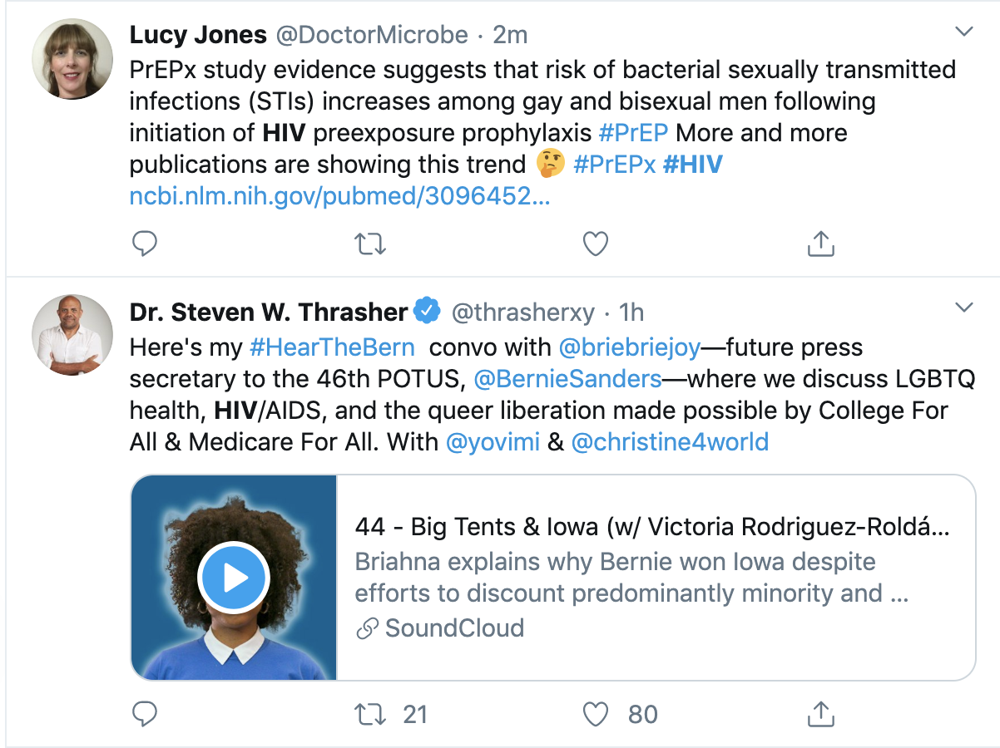 Lucy Jones @DoctorMicrobe · 2m
PrEPx study evidence suggests that risk of bacterial sexually transmitted
infections (STIs) increases among gay and bisexual men following
initiation of HIV preexposure prophylaxis #PrEP More and more
publications are showing this trend 🤔 #PrEPx #HIV
ncbi.nlm.nih.gov/pubmed/3096452...
Dr. Steven W. Thrasher @thrasherxy · 1h
Here's my #HearTheBern convo with @briebriejoy—future press
secretary to the 46th POTUS, @BernieSanders—where we discuss LGBTQ
health, HIV/AIDS, and the queer liberation made possible by College For
All & Medicare For All. With @yovimi & @christine4world
44 - Big Tents & Iowa (w/ Victoria Rodriguez-Roldá...
Briahna explains why Bernie won Iowa despite
efforts to discount predominantly minority and ...
SoundCloud
21 80